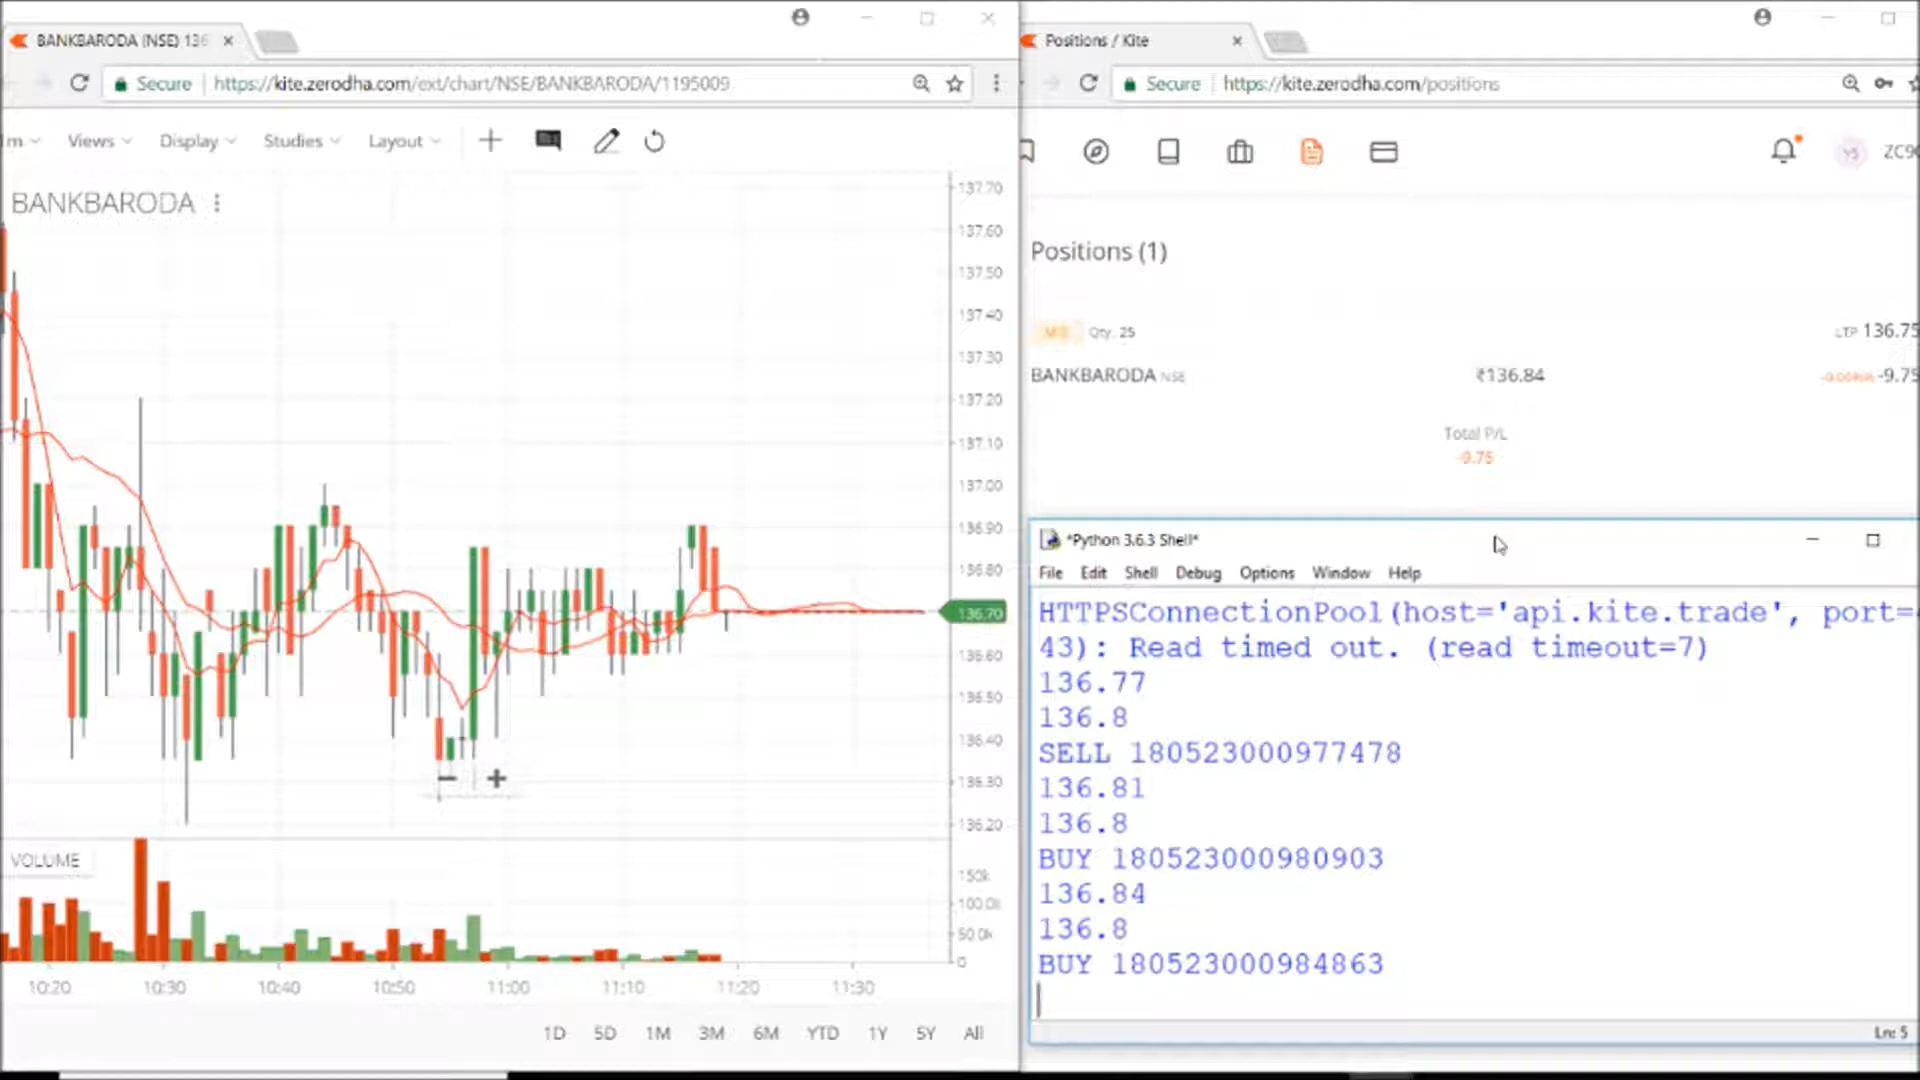 BANKBARODA (NSE) 136
Secure https://kite.zerodha.com/ext/chart/NSE/BANKBARODA/1195009
1m Views Display Studies Layout
BANKBARODA
137.70
137.60
137.50
137.40
137.30
137.20
137.10
137.00
136.90
136.80
136.70
136.60
136.50
136.40
136.30
136.20
VOLUME
150k
100.0k
50.0k
0
10:20 10:30 10:40 10:50 11:00 11:10 11:20 11:30
1D 5D 1M 3M 6M YTD 1Y 5Y All
Positions / Kite
Secure https://kite.zerodha.com/positions
YS
Positions (1)
MIS Qty. 25 LTP 136.75
BANKBARODA NSE ₹136.84 -9.75
Total P/L
-9.75
*Python 3.6.3 Shell*
File Edit Shell Debug Options Window Help
HTTPSConnectionPool(host='api.kite.trade', port=
43): Read timed out. (read timeout=7)
136.77
136.8
SELL 180523000977478
136.81
136.8
BUY 180523000980903
136.84
136.8
BUY 180523000984863
Ln: 5